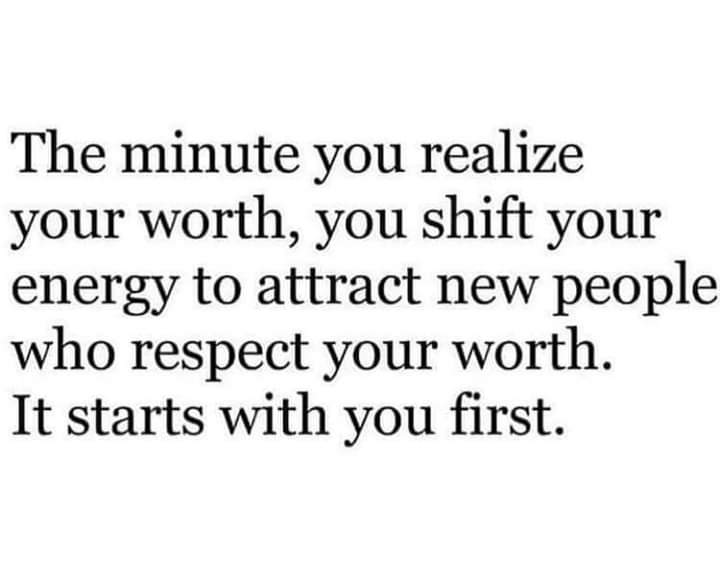 The minute you realize
your worth, you shift your
energy to attract new people
who respect your worth.
It starts with you first.